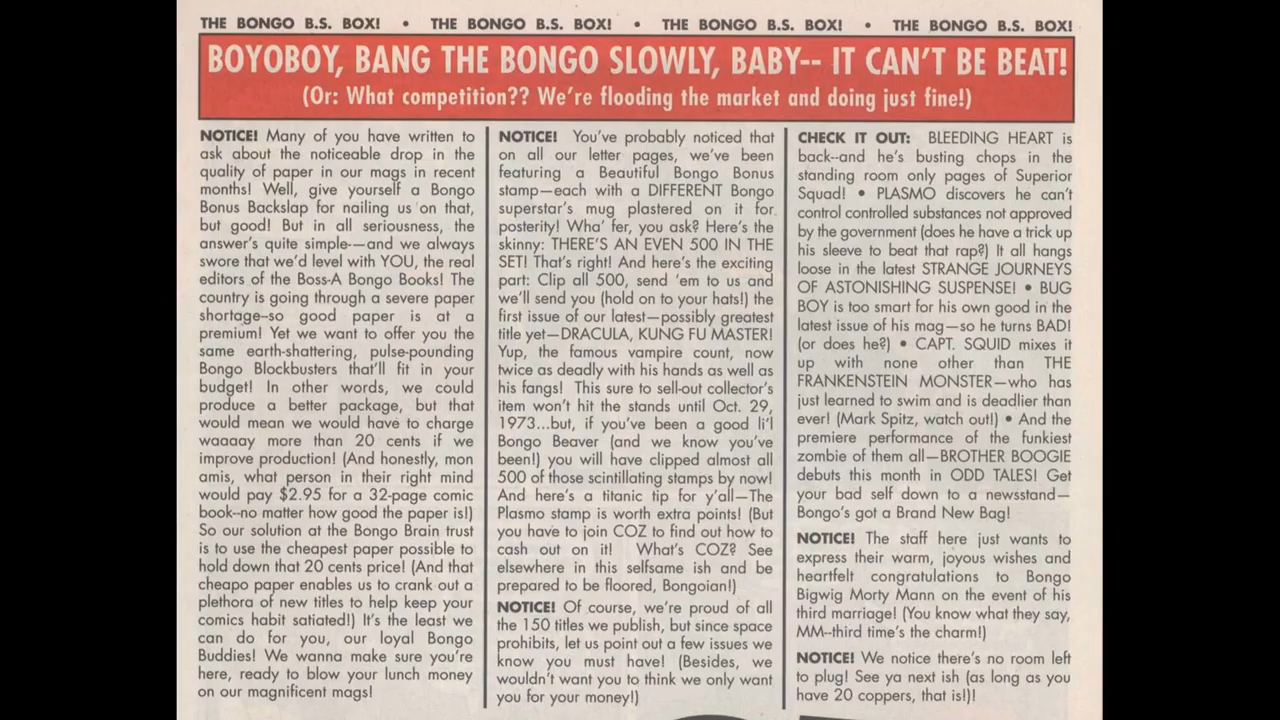 THE BONGO B.S. BOX! • THE BONGO B.S. BOX! • THE BONGO B.S. BOX! • THE BONGO B.S. BOX!
BOYOBOY, BANG THE BONGO SLOWLY, BABY-- IT CAN'T BE BEAT!
(Or: What competition?? We're flooding the market and doing just fine!)
NOTICE! Many of you have written to
ask about the noticeable drop in the
quality of paper in our mags in recent
months! Well, give yourself a Bongo
Bonus Backslap for nailing us on that,
but good! But in all seriousness, the
answer's quite simple-—and we always
swore that we'd level with YOU, the real
editors of the Boss-A Bongo Books! The
country is going through a severe paper
shortage–so good paper is at a
premium! Yet we want to offer you the
same earth-shattering, pulse-pounding
Bongo Blockbusters that'll fit in your
budget! In other words, we could
produce a better package, but that
would mean we would have to charge
waaaay more than 20 cents if we
improve production! (And honestly, mon
amis, what person in their right mind
would pay $2.95 for a 32-page comic
book–no matter how good the paper is!)
So our solution at the Bongo Brain trust
is to use the cheapest paper possible to
hold down that 20 cents price! (And that
cheapo paper enables us to crank out a
plethora of new titles to help keep your
comics habit satiated!) It's the least we
can do for you, our loyal Bongo
Buddies! We wanna make sure you're
here, ready to blow your lunch money
on our magnificent mags!
NOTICE! You've probably noticed that
on all our letter pages, we've been
featuring a Beautiful Bongo Bonus
stamp—each with a DIFFERENT Bongo
superstar's mug plastered on it for
posterity! Wha' fer, you ask? Here's the
skinny: THERE'S AN EVEN 500 IN THE
SET! That's right! And here's the exciting
part: Clip all 500, send 'em to us and
we'll send you (hold on to your hats!) the
first issue of our latest—possibly greatest
title yet—DRACULA, KUNG FU MASTER!
Yup, the famous vampire count, now
twice as deadly with his hands as well as
his fangs! This sure to sell-out collector's
item won't hit the stands until Oct. 29,
1973...but, if you've been a good li'l
Bongo Beaver (and we know you've
been!) you will have clipped almost all
500 of those scintillating stamps by now!
And here's a titanic tip for y'all—The
Plasmo stamp is worth extra points! (But
you have to join COZ to find out how to
cash out on it! What's COZ? See
elsewhere in this selfsame ish and be
prepared to be floored, Bongoian!)
NOTICE! Of course, we're proud of all
the 150 titles we publish, but since space
prohibits, let us point out a few issues we
know you must have! (Besides, we
wouldn't want you to think we only want
you for your money!)
CHECK IT OUT: BLEEDING HEART is
back--and he's busting chops in the
standing room only pages of Superior
Squad! • PLASMO discovers he can't
control controlled substances not approved
by the government (does he have a trick up
his sleeve to beat that rap?) It all hangs
loose in the latest STRANGE JOURNEYS
OF ASTONISHING SUSPENSE! • BUG
BOY is too smart for his own good in the
latest issue of his mag—so he turns BAD!
(or does he?) • CAPT. SQUID mixes it
up with none other than THE
FRANKENSTEIN MONSTER—who has
just learned to swim and is deadlier than
ever! (Mark Spitz, watch out!) • And the
premiere performance of the funkiest
zombie of them all—BROTHER BOOGIE
debuts this month in ODD TALES! Get
your bad self down to a newsstand—
Bongo's got a Brand New Bag!
NOTICE! The staff here just wants to
express their warm, joyous wishes and
heartfelt congratulations to Bongo
Bigwig Morty Mann on the event of his
third marriage! (You know what they say,
MM--third time's the charm!)
NOTICE! We notice there's no room left
to plug! See ya next ish (as long as you
have 20 coppers, that is!)!